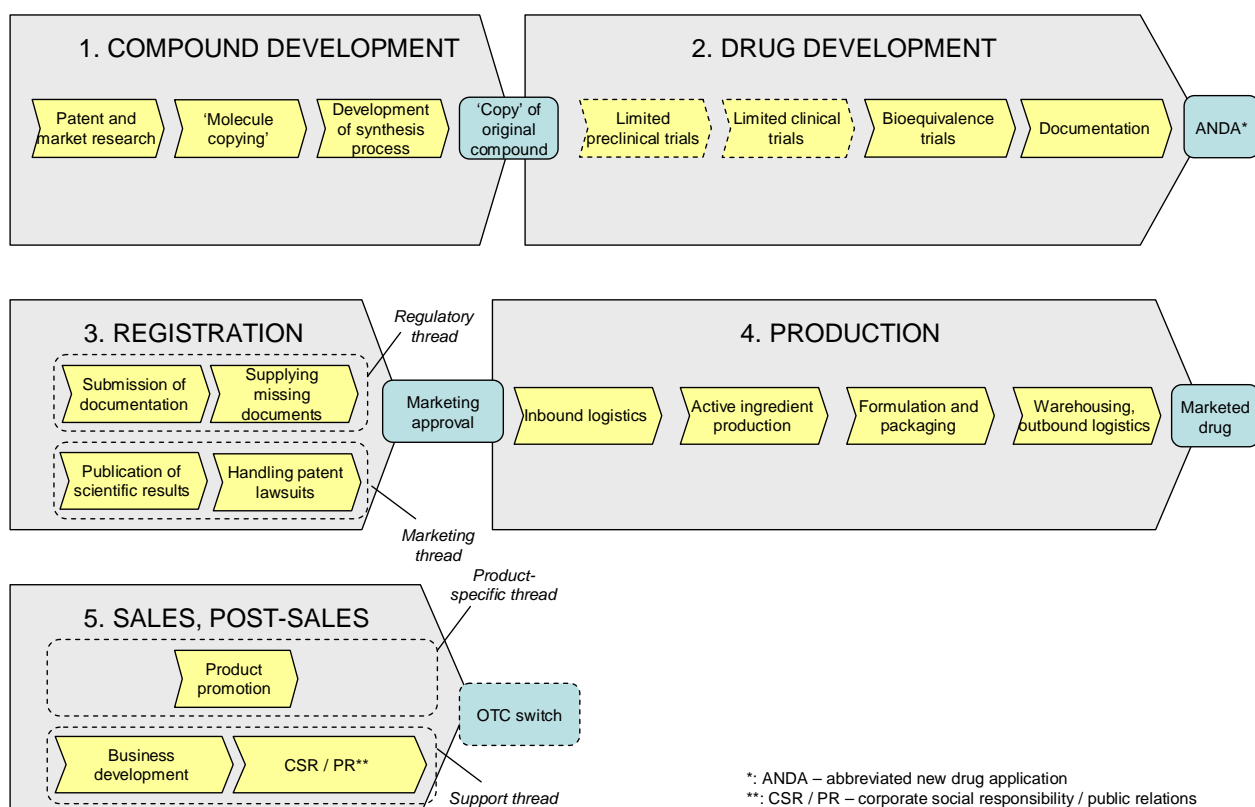 1. COMPOUND DEVELOPMENT
Patent and
market research
‘Molecule
copying’
Development
of synthesis
process
‘Copy’ of
original
compound
2. DRUG DEVELOPMENT
Limited
preclinical trials
Limited clinical
trials
Bioequivalence
trials
Documentation
ANDA*
3. REGISTRATION
Regulatory
thread
Submission of
documentation
Supplying
missing
documents
Publication of
scientific results
Handling patent
lawsuits
Marketing
thread
Marketing
approval
4. PRODUCTION
Inbound logistics
Active ingredient
production
Formulation and
packaging
Warehousing,
outbound logistics
Marketed
drug
5. SALES, POST-SALES
Product-
specific thread
Product
promotion
Business
development
CSR / PR**
Support thread
OTC switch
*: ANDA – abbreviated new drug application
**: CSR / PR – corporate social responsibility / public relations